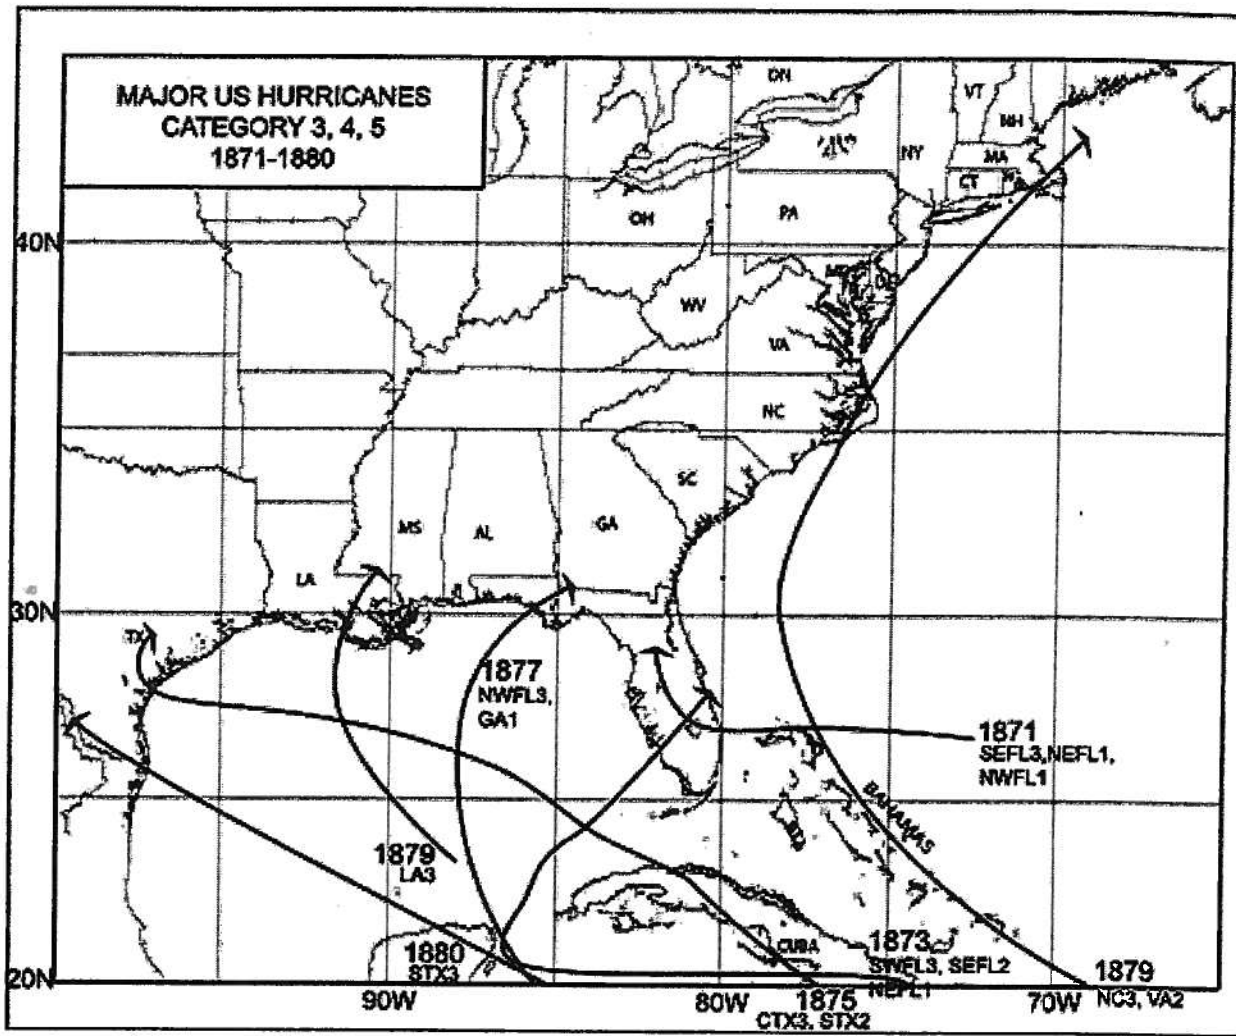 MAJOR US HURRICANES
CATEGORY 3, 4, 5
1871-1880
ON
VT
NH
NY
MA
CT
OH
PA
40N
WV
VA
NC
SC
MS
AL
GA
LA
30N
TX
1877
NWFL3,
GA1
1871
SEFL3,NEFL1,
NWFL1
BAHAMAS
1879
LA3
1880
STX3
CUBA
1873
SWFL3, SEFL2
NEFL1
1879
NC3, VA2
20N
90W
80W
70W
1875
CTX3, STX2